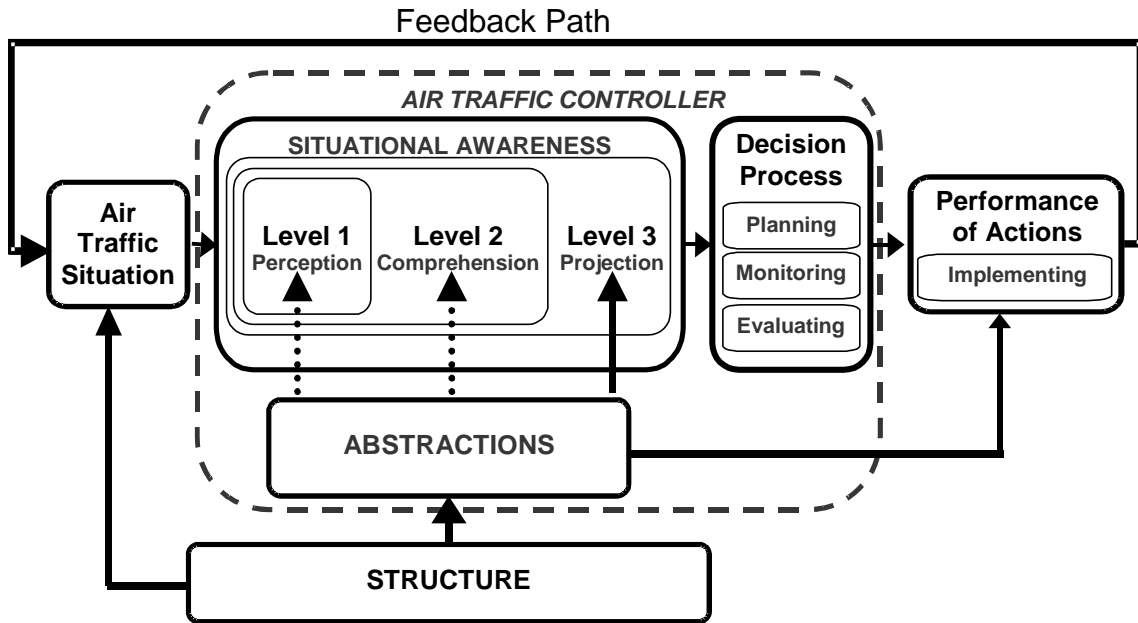 Feedback Path
AIR TRAFFIC CONTROLLER
SITUATIONAL AWARENESS
Air
Traffic
Situation
Level 1
Perception
Level 2
Comprehension
Level 3
Projection
Decision
Process
Planning
Monitoring
Evaluating
Performance
of Actions
Implementing
ABSTRACTIONS
STRUCTURE